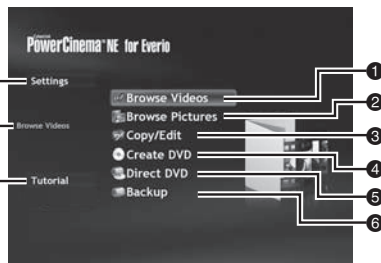 PowerCinema NE for Everio
Settings
Browse Videos
Tutorial
Browse Videos
Browse Pictures
Copy/Edit
Create DVD
Direct DVD
Backup
1
2
3
4
5
6